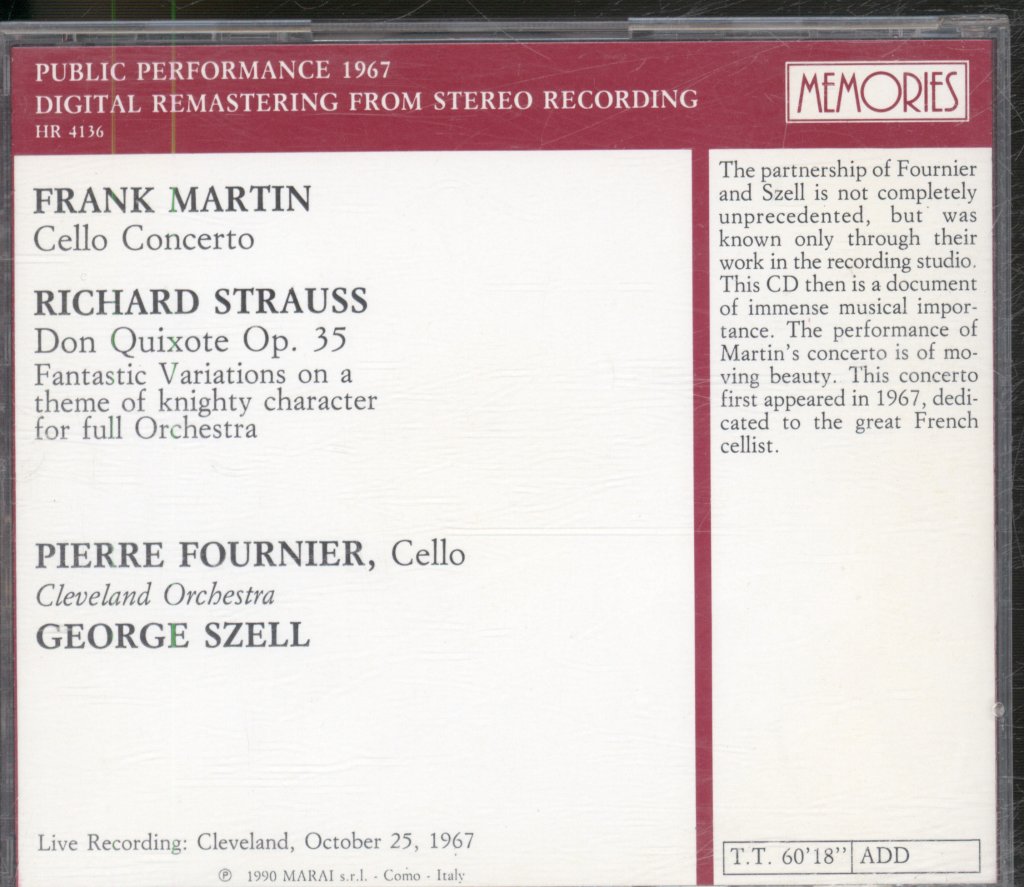 PUBLIC PERFORMANCE 1967
DIGITAL REMASTERING FROM STEREO RECORDING
HR 4136
MEMORIES
FRANK MARTIN
Cello Concerto
RICHARD STRAUSS
Don Quixote Op. 35
Fantastic Variations on a
theme of knighty character
for full Orchestra
PIERRE FOURNIER, Cello
Cleveland Orchestra
GEORGE SZELL
Live Recording: Cleveland, October 25, 1967
℗ 1990 MARAI s.r.l. - Como - Italy
The partnership of Fournier
and Szell is not completely
unprecedented, but was
known only through their
work in the recording studio.
This CD then is a document
of immense musical impor-
tance. The performance of
Martin's concerto is of mo-
ving beauty. This concerto
first appeared in 1967, dedi-
cated to the great French
cellist.
T.T. 60'18'' ADD